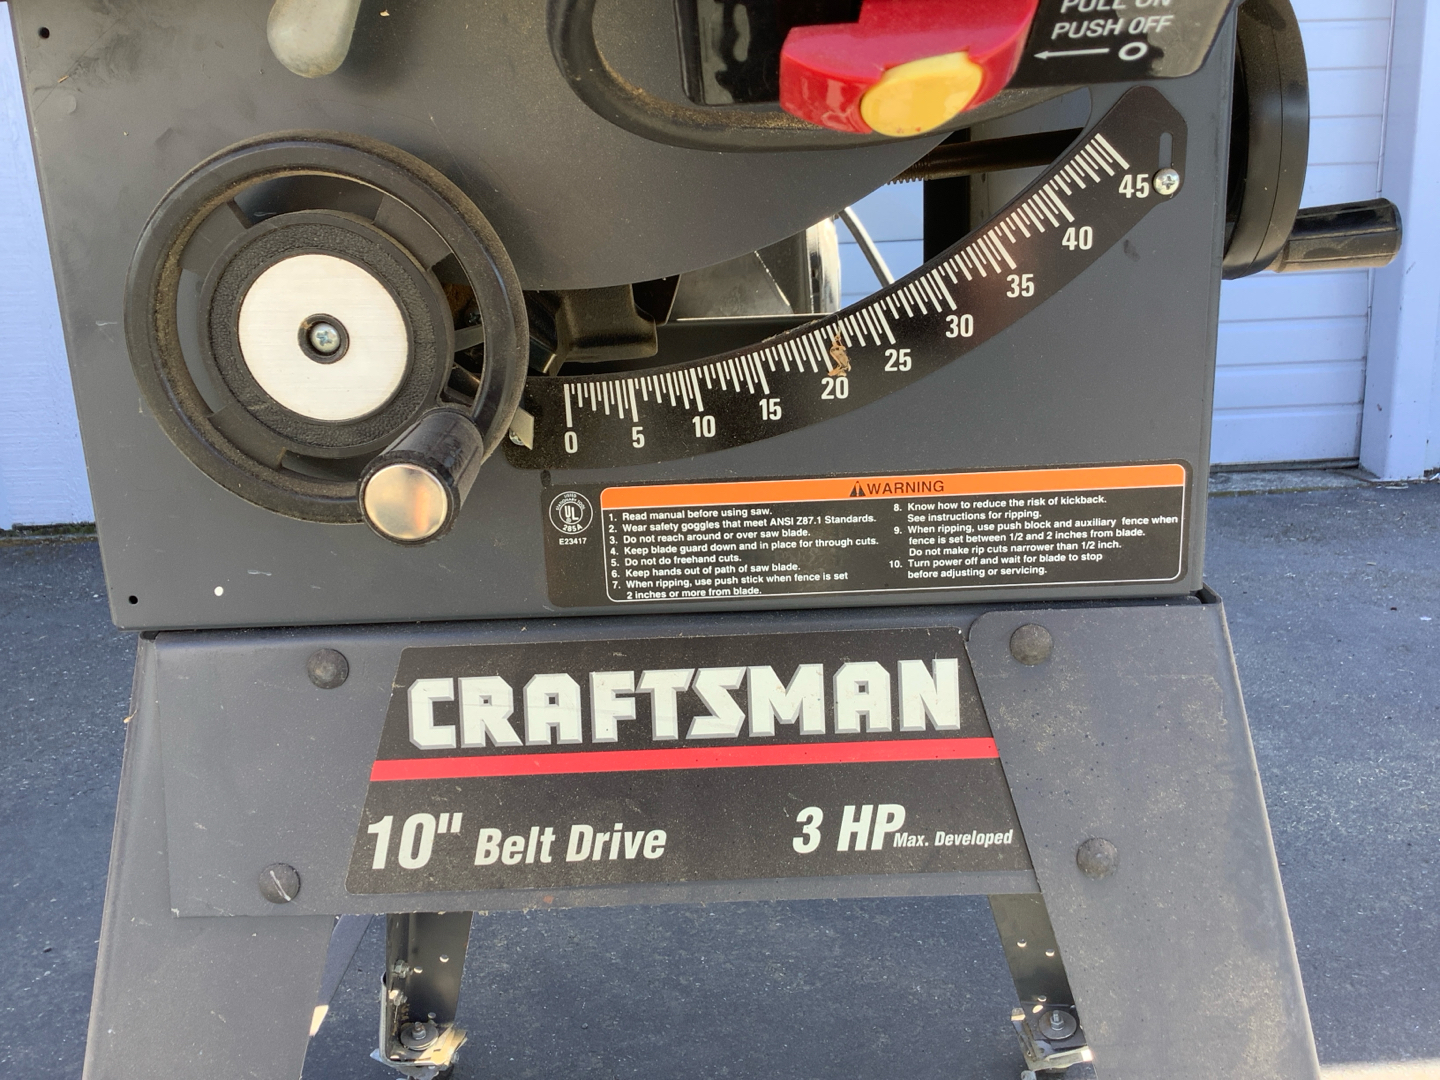 PULL ON
PUSH OFF
45
40
35
30
25
20
15
10
5
0
WARNING
1. Read manual before using saw.
2. Wear safety goggles that meet ANSI Z87.1 Standards.
3. Do not reach around or over saw blade.
4. Keep blade guard down and in place for through cuts.
5. Do not do freehand cuts.
6. Keep hands out of path of saw blade.
7. When ripping, use push stick when fence is set
2 inches or more from blade.
8. Know how to reduce the risk of kickback.
See instructions for ripping.
9. When ripping, use push block and auxiliary fence when
fence is set between 1/2 and 2 inches from blade.
Do not make rip cuts narrower than 1/2 inch.
10. Turn power off and wait for blade to stop
before adjusting or servicing.
UL
285A
E23417
CRAFTSMAN
10" Belt Drive
3 HP Max. Developed